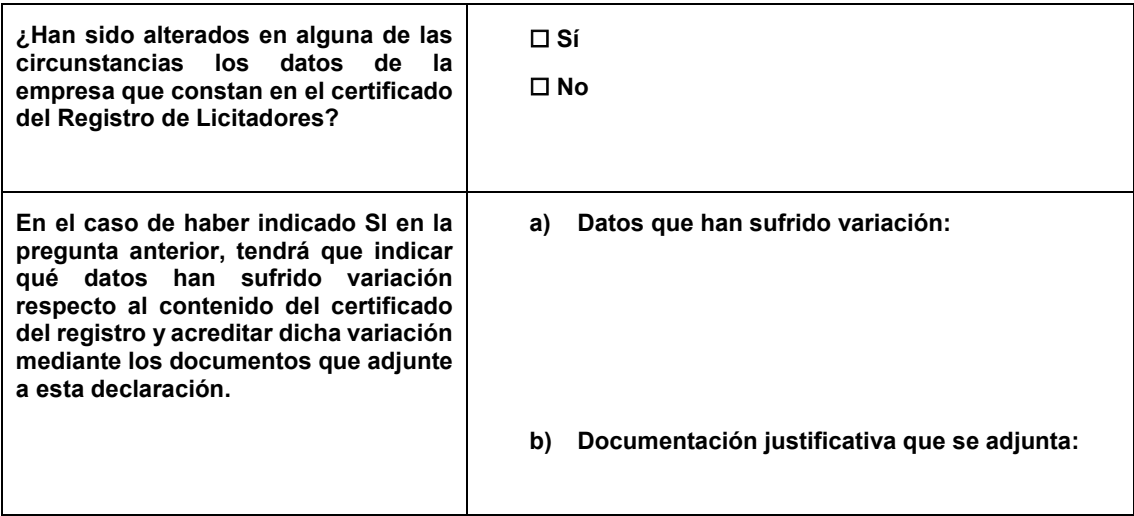 ¿Han sido alterados en alguna de las
circunstancias los datos de la
empresa que constan en el certificado
del Registro de Licitadores?
☐ Sí
☐ No
En el caso de haber indicado SI en la
pregunta anterior, tendrá que indicar
qué datos han sufrido variación
respecto al contenido del certificado
del registro y acreditar dicha variación
mediante los documentos que adjunte
a esta declaración.
a) Datos que han sufrido variación:
b) Documentación justificativa que se adjunta: